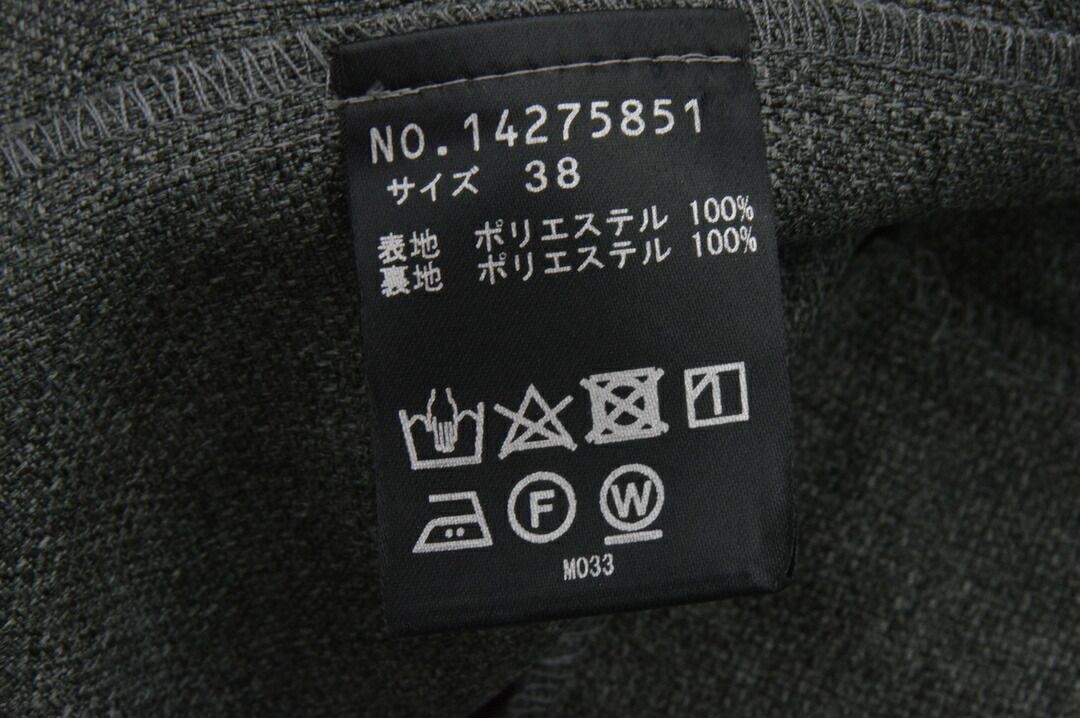 NO.14275851
サイズ 38
表地 ポリエステル 100%
裏地 ポリエステル 100%
F W
M033